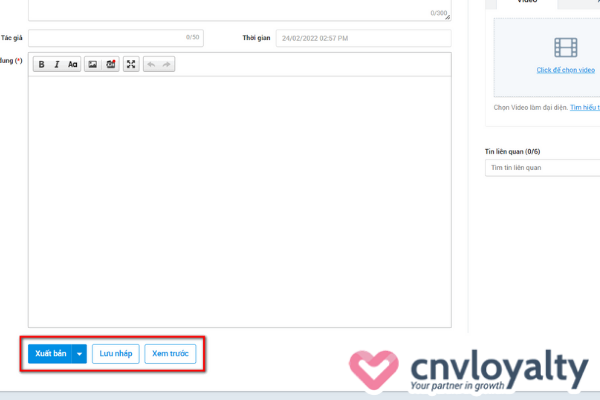 Video
0/300
Tác giả
0/50
Thời gian
24/02/2022 02:57 PM
dung (*)
B I Aa
Click để chọn video
Chọn Video làm đại diện. Tìm hiểu t
Tin liên quan (0/6)
Tìm tin liên quan
Xuất bản
Lưu nháp
Xem trước
cnvloyalty
Your partner in growth